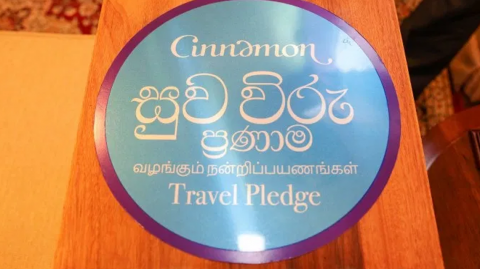 Cinnamon
සුව විරු
ප්‍රණාම
வழங்கும் நன்றிப்பயணங்கள்
Travel Pledge